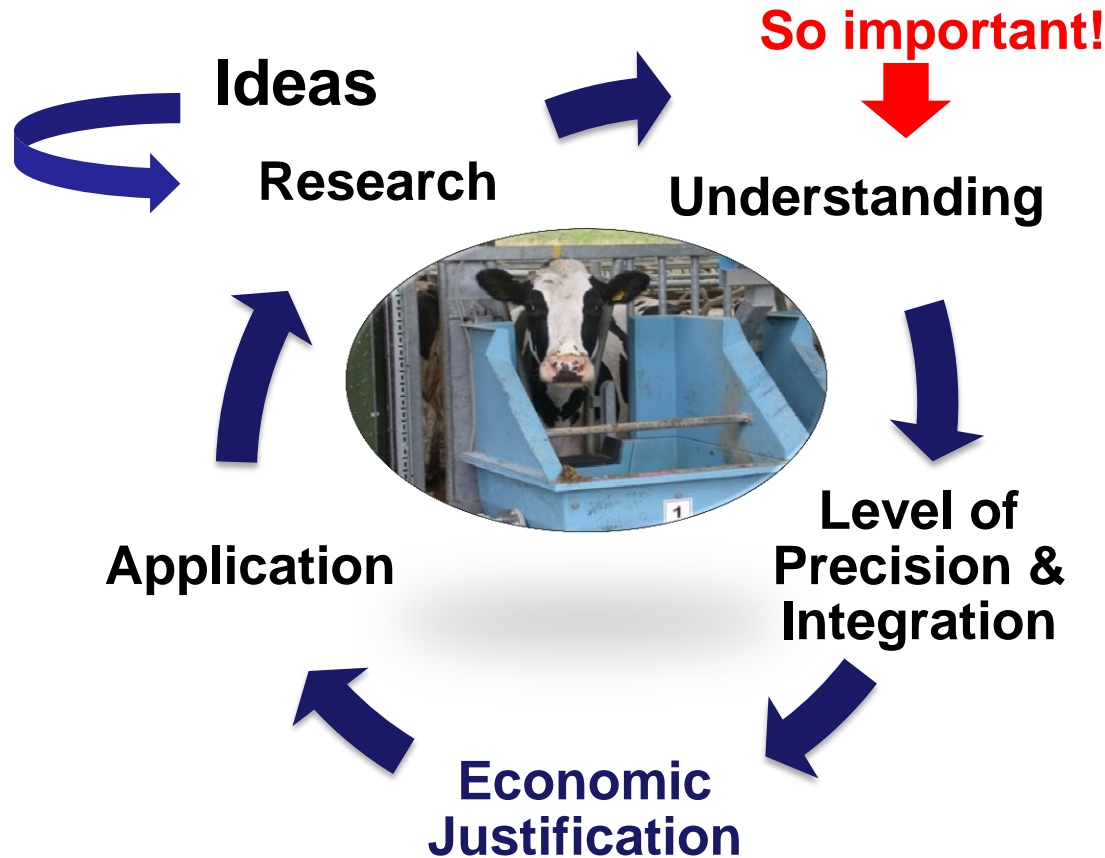 So important!
Ideas
Research
Understanding
1
Level of
Precision &
Integration
Application
Economic
Justification